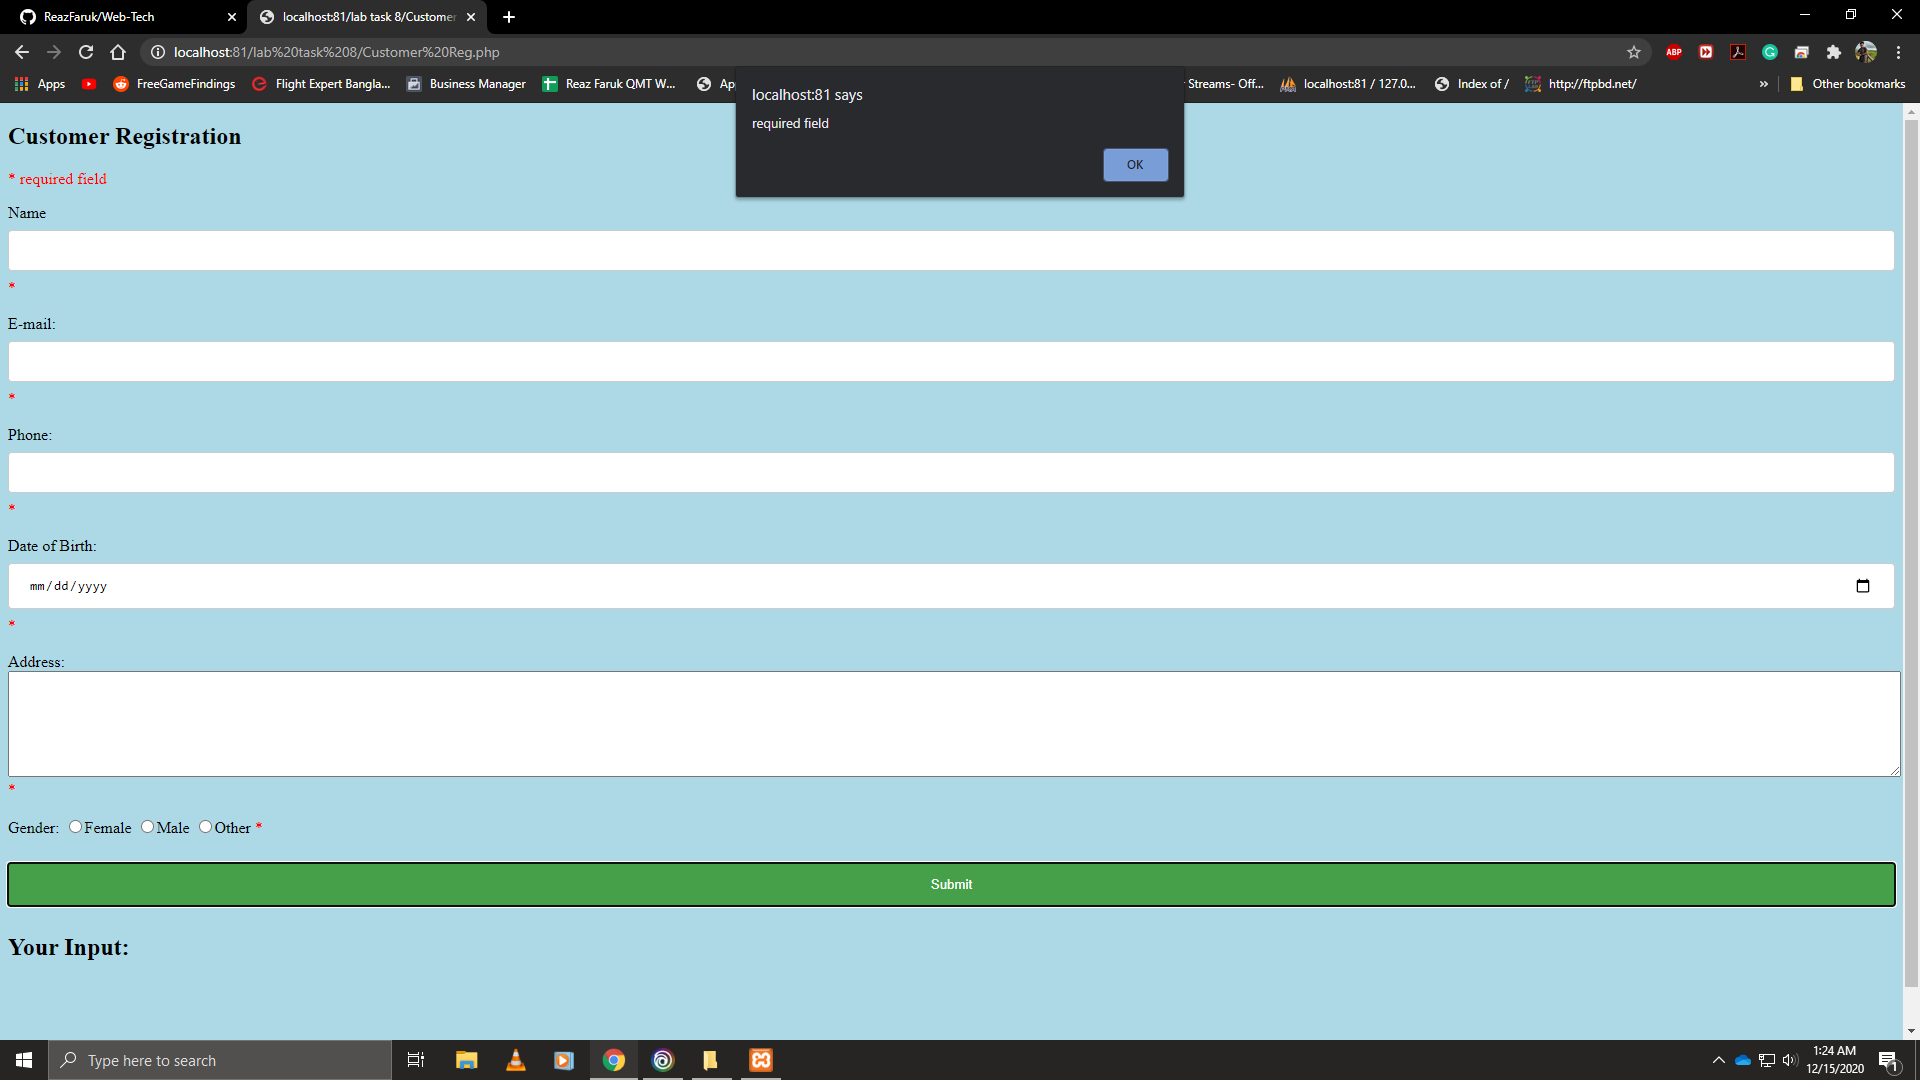 ReazFaruk/Web-Tech
localhost:81/lab task 8/Customer
localhost:81/lab%20task%208/Customer%20Reg.php
ABP
Apps
FreeGameFindings
Flight Expert Bangla...
Business Manager
Reaz Faruk QMT W...
Streams- Off...
localhost:81 / 127.0...
Index of /
http://ftpbd.net/
»
Other bookmarks
localhost:81 says
required field
OK
Customer Registration
* required field
Name
*
E-mail:
*
Phone:
*
Date of Birth:
mm/dd/yyyy
*
Address:
*
Gender: Female Male Other *
Submit
Your Input:
Type here to search
1:24 AM
12/15/2020
1